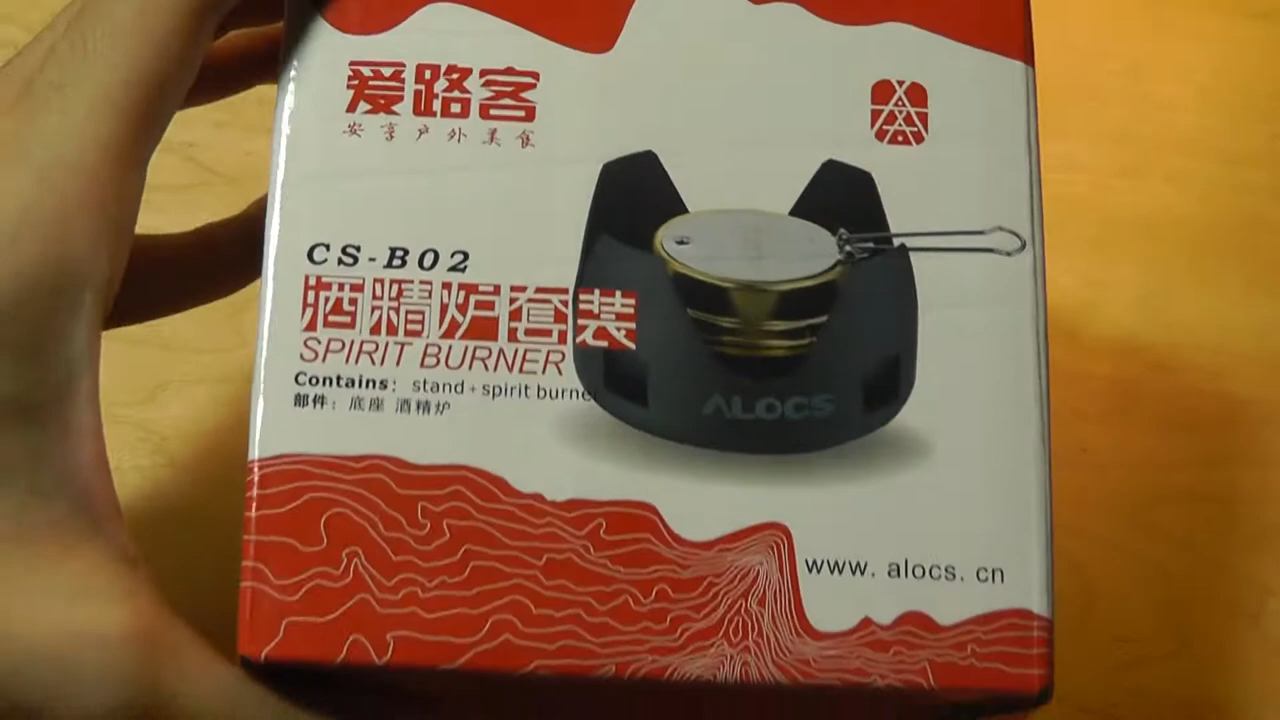 爱路客
安享户外美食
CS-B02
酒精炉套装
SPIRIT BURNER
Contains: stand+spirit burner
部件: 底座 酒精炉
ALOCS
www.alocs.cn